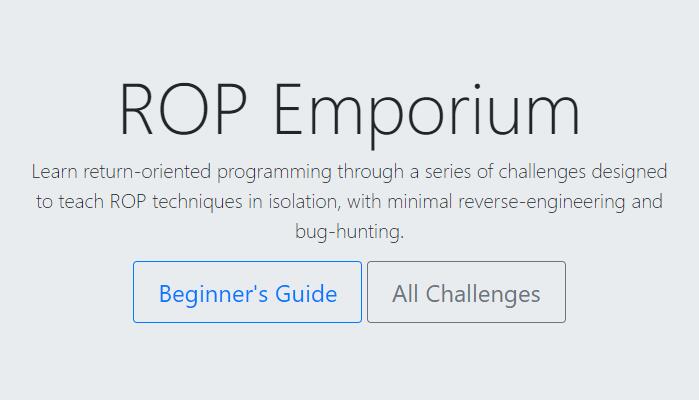 ROP Emporium
Learn return-oriented programming through a series of challenges designed
to teach ROP techniques in isolation, with minimal reverse-engineering and
bug-hunting.
Beginner's Guide
All Challenges